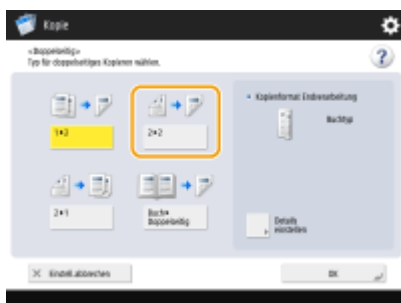 Kopie
<Doppelseitig>
Typ für doppelseitiges Kopieren wählen.
?
1▸2
2▸2
• Kopienformat Endverarbeitung
Buchtyp
2▸1
Buch▸
Doppelseitig
Details
einstellen
× Einstell.abbrechen
OK